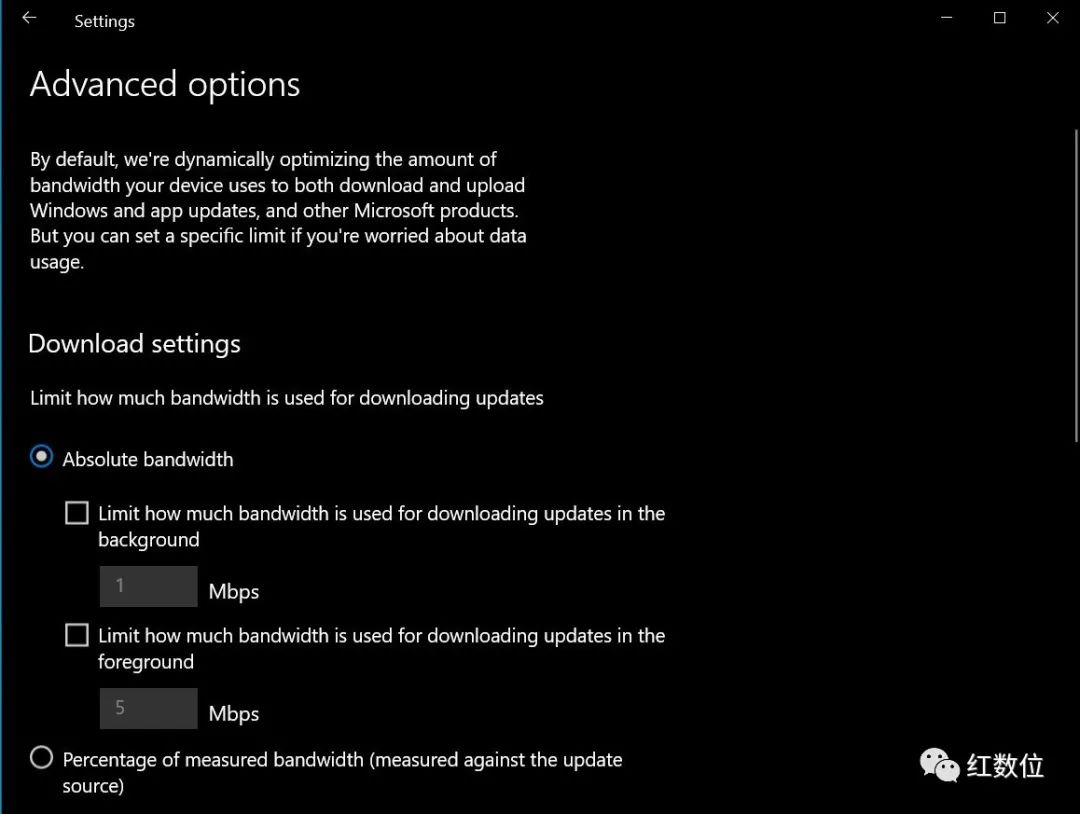 Settings
Advanced options
By default, we're dynamically optimizing the amount of
bandwidth your device uses to both download and upload
Windows and app updates, and other Microsoft products.
But you can set a specific limit if you're worried about data
usage.
Download settings
Limit how much bandwidth is used for downloading updates
Absolute bandwidth
Limit how much bandwidth is used for downloading updates in the
background
1 Mbps
Limit how much bandwidth is used for downloading updates in the
foreground
5 Mbps
Percentage of measured bandwidth (measured against the update
source)
红数位